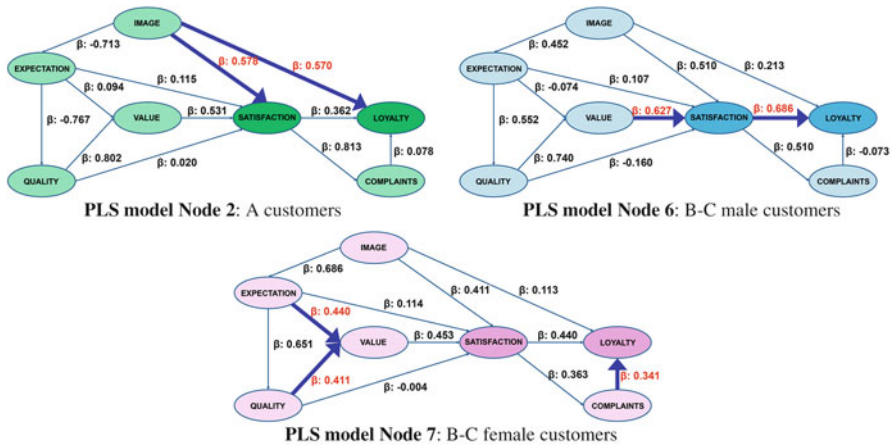 IMAGE
β: -0.713
EXPECTATION
β: 0.578
β: 0.570
β: 0.115
β: 0.094
β: -0.767
VALUE
β: 0.531
SATISFACTION
β: 0.362
LOYALTY
β: 0.802
β: 0.020
β: 0.813
β: 0.078
QUALITY
COMPLAINTS
PLS model Node 2: A customers
IMAGE
β: 0.452
EXPECTATION
β: 0.510
β: 0.213
β: 0.107
β: -0.074
β: 0.552
VALUE
β: 0.627
SATISFACTION
β: 0.686
LOYALTY
β: 0.740
β: -0.160
β: 0.510
β: -0.073
QUALITY
COMPLAINTS
PLS model Node 6: B-C male customers
IMAGE
β: 0.686
EXPECTATION
β: 0.411
β: 0.113
β: 0.440
β: 0.114
β: 0.651
VALUE
β: 0.453
SATISFACTION
β: 0.440
LOYALTY
β: 0.411
β: -0.004
β: 0.363
β: 0.341
QUALITY
COMPLAINTS
PLS model Node 7: B-C female customers